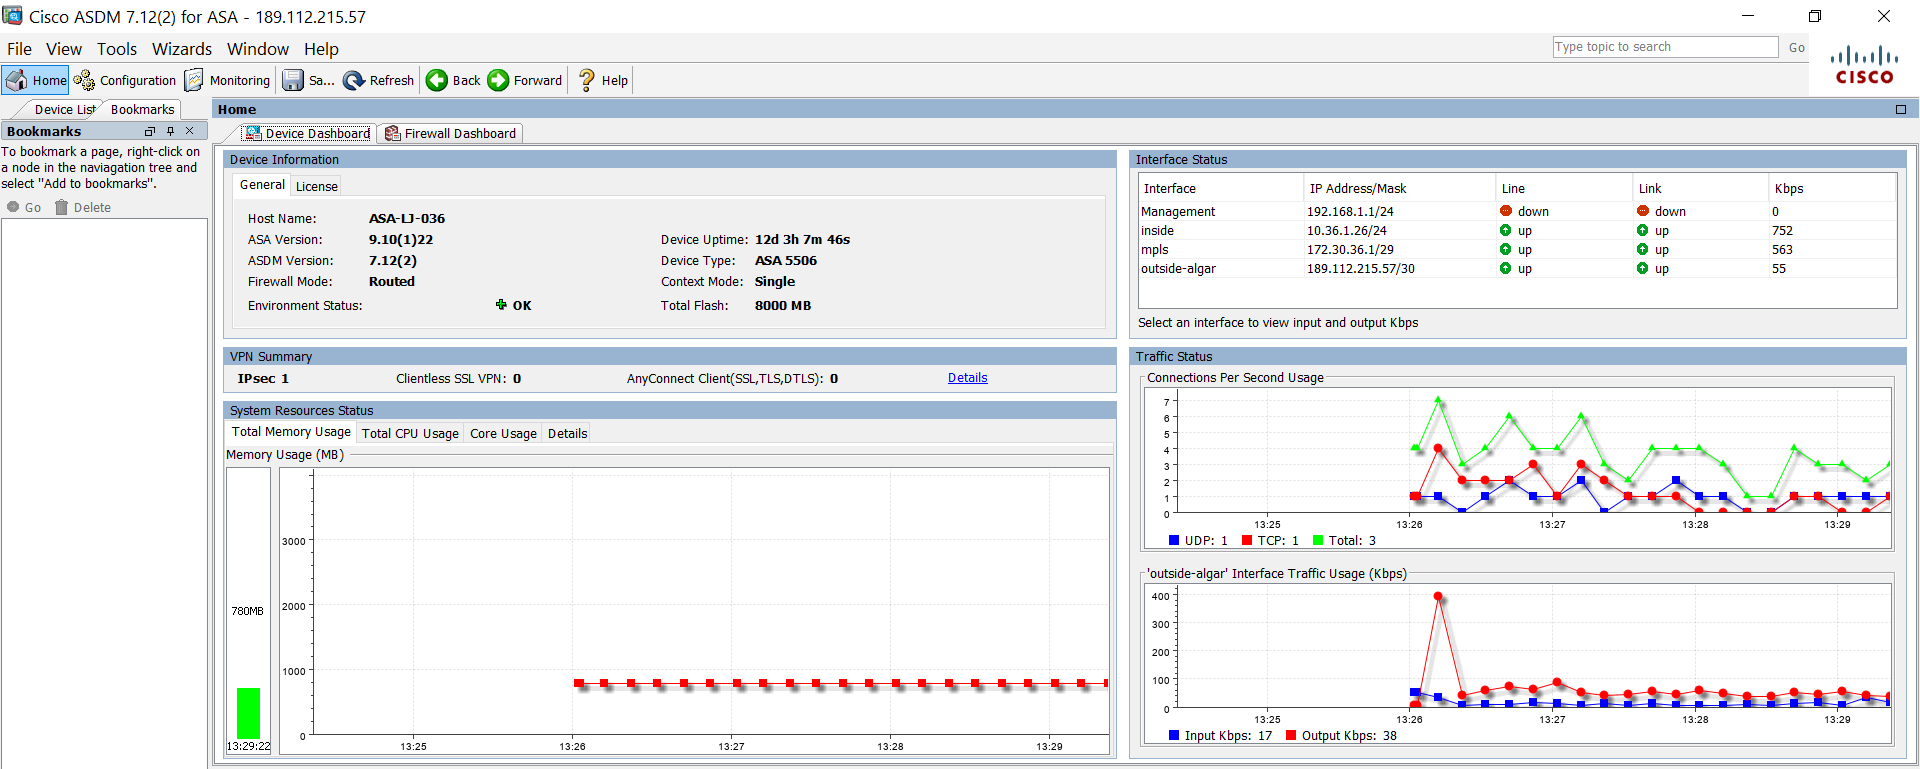 Cisco ASDM 7.12(2) for ASA - 189.112.215.57
File View Tools Wizards Window Help
Type topic to search Go
CISCO
Home Configuration Monitoring Sa... Refresh Back Forward Help
Device List Bookmarks
Bookmarks
To bookmark a page, right-click on
a node in the naviagation tree and
select "Add to bookmarks".
Go Delete
Home
Device Dashboard Firewall Dashboard
Device Information
General License
Host Name: ASA-LJ-036
ASA Version: 9.10(1)22 Device Uptime: 12d 3h 7m 46s
ASDM Version: 7.12(2) Device Type: ASA 5506
Firewall Mode: Routed Context Mode: Single
Environment Status: OK Total Flash: 8000 MB
VPN Summary
IPsec 1 Clientless SSL VPN: 0 AnyConnect Client(SSL,TLS,DTLS): 0 Details
System Resources Status
Total Memory Usage Total CPU Usage Core Usage Details
Memory Usage (MB)
780MB
13:29:22
3000
2000
1000
0
13:25 13:26 13:27 13:28 13:29
Interface Status
Interface IP Address/Mask Line Link Kbps
Management 192.168.1.1/24 down down 0
inside 10.36.1.26/24 up up 752
mpls 172.30.36.1/29 up up 563
outside-algar 189.112.215.57/30 up up 55
Select an interface to view input and output Kbps
Traffic Status
Connections Per Second Usage
7
6
5
4
3
2
1
0
13:25 13:26 13:27 13:28 13:29
UDP: 1 TCP: 1 Total: 3
'outside-algar' Interface Traffic Usage (Kbps)
400
300
200
100
0
13:25 13:26 13:27 13:28 13:29
Input Kbps: 17 Output Kbps: 38